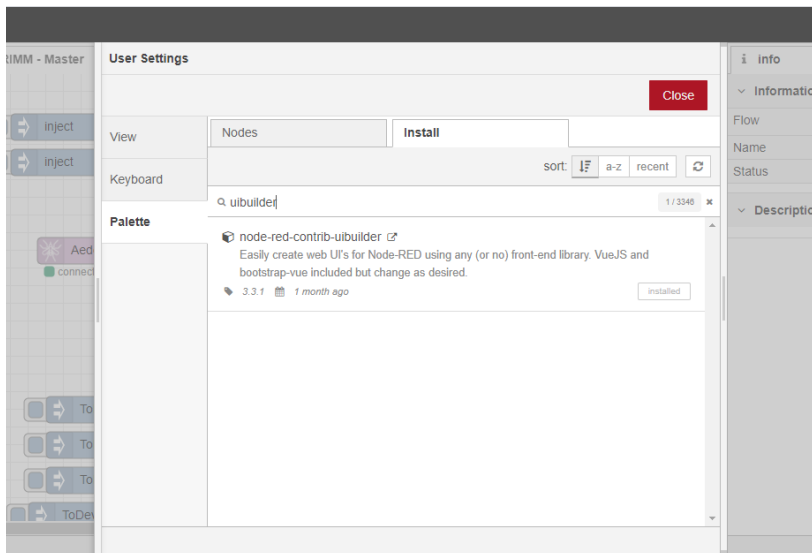 RIMM - Master
User Settings
info
Close
Informatio
View
Nodes
Install
Flow
inject
Name
sort:
a-z
recent
inject
Status
Keyboard
uibuilder
1 / 3346
Palette
Descriptio
node-red-contrib-uibuilder
Aed
Easily create web UI's for Node-RED using any (or no) front-end library. VueJS and
connect
bootstrap-vue included but change as desired.
3.3.1
1 month ago
installed
To
To
To
ToDev